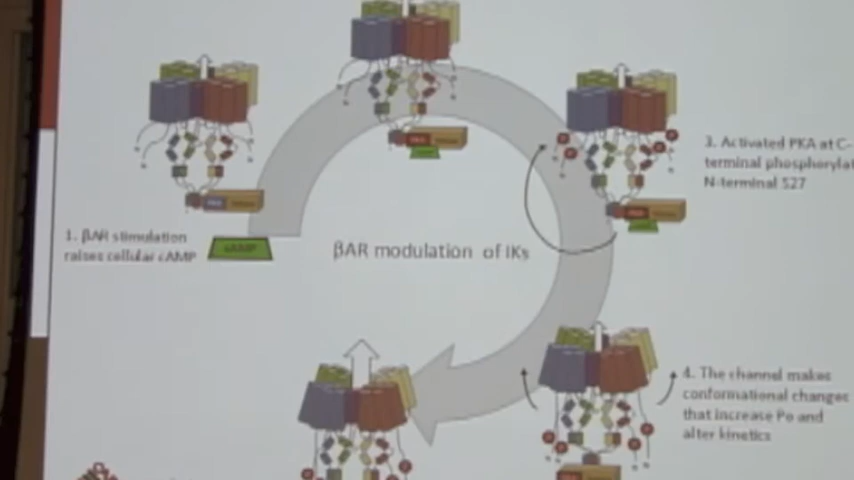 1. βAR stimulation
raises cellular cAMP
cAMP
βAR modulation of IKs
3. Activated PKA at C-
terminal phosphorylat
N-terminal S27
4. The channel makes
conformational changes
that increase Po and
alter kinetics